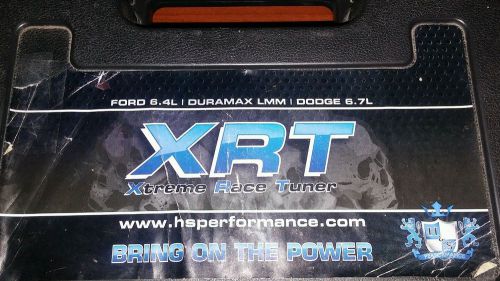 FORD 6.4L | DURAMAX LMM | DODGE 6.7L
XRT
Xtreme Race Tuner
www.hsperformance.com
BRING ON THE POWER